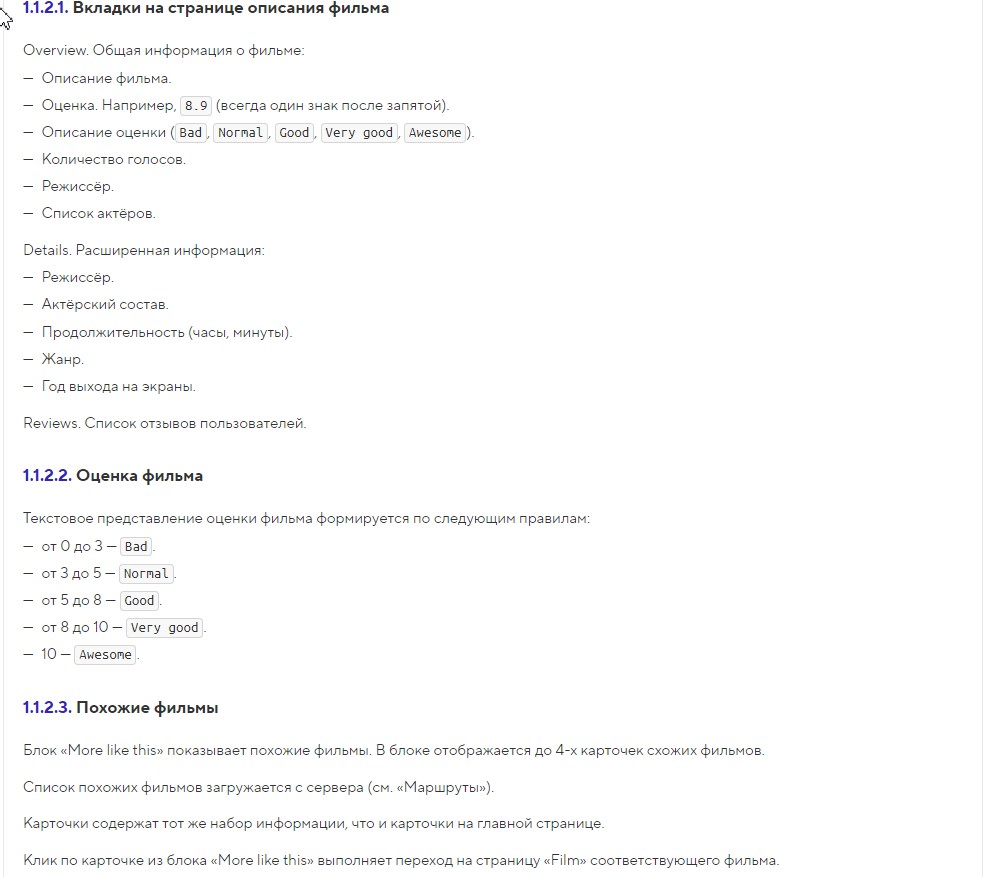 1.1.2.1. Вкладки на странице описания фильма
Overview. Общая информация о фильме:
— Описание фильма.
— Оценка. Например, 8.9 (всегда один знак после запятой).
— Описание оценки (Bad, Normal, Good, Very good, Awesome).
— Количество голосов.
— Режиссёр.
— Список актёров.
Details. Расширенная информация:
— Режиссёр.
— Актёрский состав.
— Продолжительность (часы, минуты).
— Жанр.
— Год выхода на экраны.
Reviews. Список отзывов пользователей.
1.1.2.2. Оценка фильма
Текстовое представление оценки фильма формируется по следующим правилам:
— от 0 до 3 — Bad.
— от 3 до 5 — Normal.
— от 5 до 8 — Good.
— от 8 до 10 — Very good.
— 10 — Awesome.
1.1.2.3. Похожие фильмы
Блок «More like this» показывает похожие фильмы. В блоке отображается до 4-х карточек схожих фильмов.
Список похожих фильмов загружается с сервера (см. «Маршруты»).
Карточки содержат тот же набор информации, что и карточки на главной странице.
Клик по карточке из блока «More like this» выполняет переход на страницу «Film» соответствующего фильма.